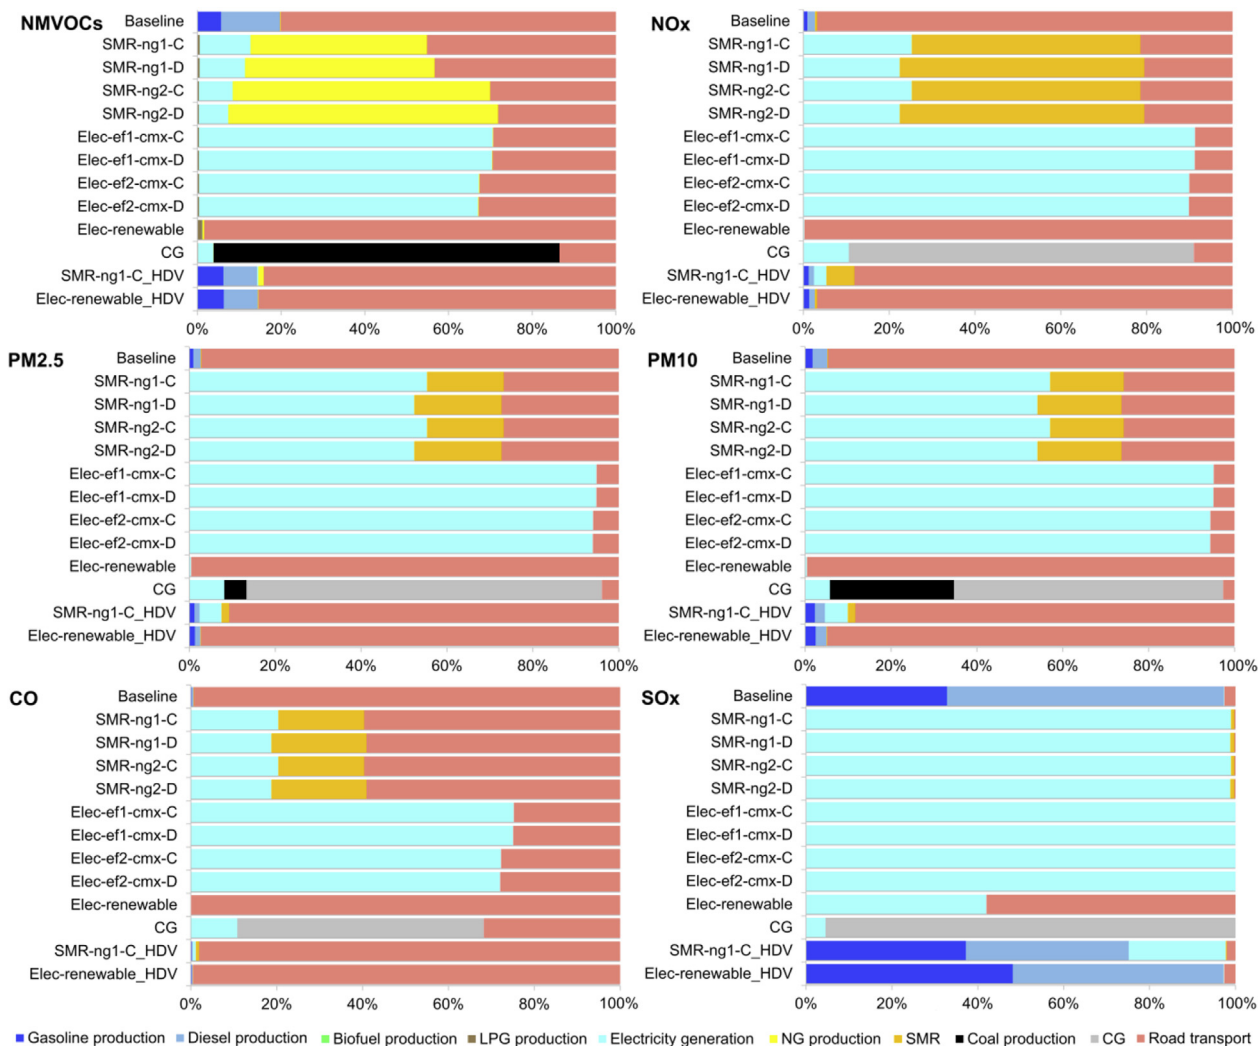 NMVOCs
Baseline
SMR-ng1-C
SMR-ng1-D
SMR-ng2-C
SMR-ng2-D
Elec-ef1-cmx-C
Elec-ef1-cmx-D
Elec-ef2-cmx-C
Elec-ef2-cmx-D
Elec-renewable
CG
SMR-ng1-C_HDV
Elec-renewable_HDV
0% 20% 40% 60% 80% 100%
NOx
Baseline
SMR-ng1-C
SMR-ng1-D
SMR-ng2-C
SMR-ng2-D
Elec-ef1-cmx-C
Elec-ef1-cmx-D
Elec-ef2-cmx-C
Elec-ef2-cmx-D
Elec-renewable
CG
SMR-ng1-C_HDV
Elec-renewable_HDV
0% 20% 40% 60% 80% 100%
PM2.5
Baseline
SMR-ng1-C
SMR-ng1-D
SMR-ng2-C
SMR-ng2-D
Elec-ef1-cmx-C
Elec-ef1-cmx-D
Elec-ef2-cmx-C
Elec-ef2-cmx-D
Elec-renewable
CG
SMR-ng1-C_HDV
Elec-renewable_HDV
0% 20% 40% 60% 80% 100%
PM10
Baseline
SMR-ng1-C
SMR-ng1-D
SMR-ng2-C
SMR-ng2-D
Elec-ef1-cmx-C
Elec-ef1-cmx-D
Elec-ef2-cmx-C
Elec-ef2-cmx-D
Elec-renewable
CG
SMR-ng1-C_HDV
Elec-renewable_HDV
0% 20% 40% 60% 80% 100%
CO
Baseline
SMR-ng1-C
SMR-ng1-D
SMR-ng2-C
SMR-ng2-D
Elec-ef1-cmx-C
Elec-ef1-cmx-D
Elec-ef2-cmx-C
Elec-ef2-cmx-D
Elec-renewable
CG
SMR-ng1-C_HDV
Elec-renewable_HDV
0% 20% 40% 60% 80% 100%
SOx
Baseline
SMR-ng1-C
SMR-ng1-D
SMR-ng2-C
SMR-ng2-D
Elec-ef1-cmx-C
Elec-ef1-cmx-D
Elec-ef2-cmx-C
Elec-ef2-cmx-D
Elec-renewable
CG
SMR-ng1-C_HDV
Elec-renewable_HDV
0% 20% 40% 60% 80% 100%
Gasoline production Diesel production Biofuel production LPG production Electricity generation NG production SMR Coal production CG Road transport